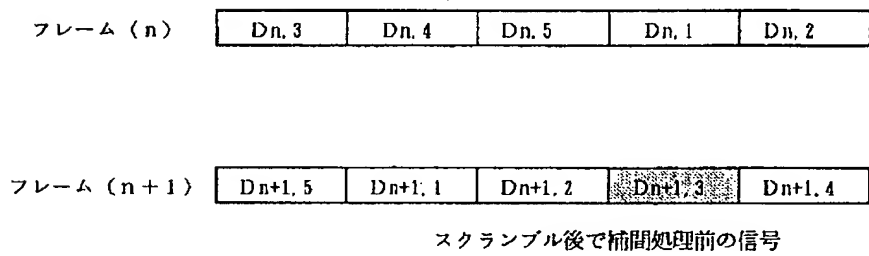 フレーム (n) Dn, 3 Dn, 4 Dn, 5 Dn, 1 Dn, 2
フレーム (n+1) Dn+1, 5 Dn+1, 1 Dn+1, 2 Dn+1, 3 Dn+1, 4
スクランブル後で補間処理前の信号